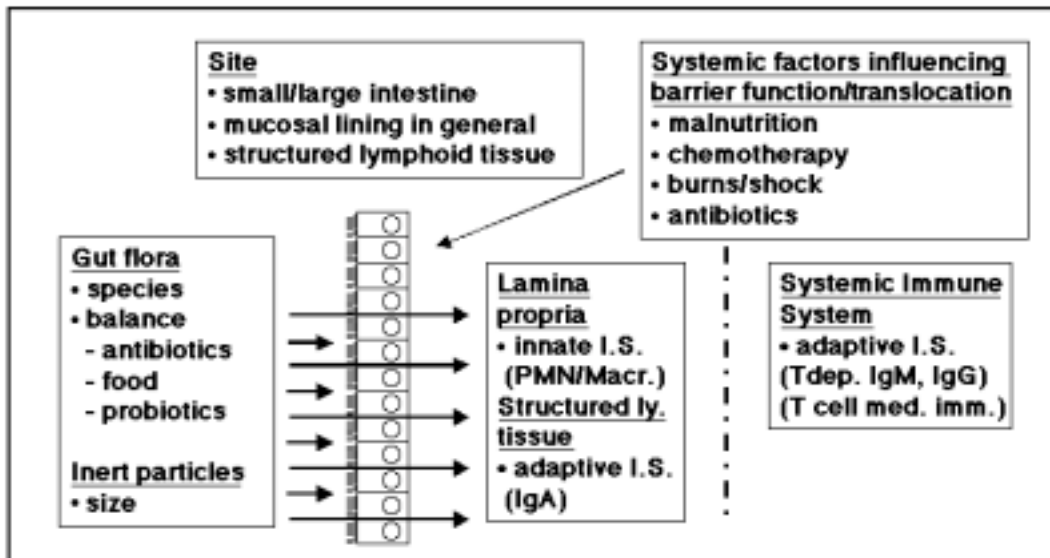 Site
• small/large intestine
• mucosal lining in general
• structured lymphoid tissue
Systemic factors influencing
barrier function/translocation
• malnutrition
• chemotherapy
• burns/shock
• antibiotics
Gut flora
• species
• balance
- antibiotics
- food
- probiotics
Inert particles
• size
Lamina
propria
• innate I.S.
(PMN/Macr.)
Structured ly.
tissue
• adaptive I.S.
(IgA)
Systemic Immune
System
• adaptive I.S.
(Tdep. IgM, IgG)
(T cell med. imm.)